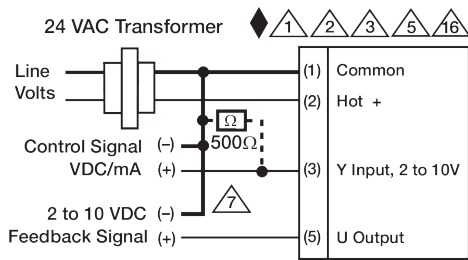 24 VAC Transformer
1 2 3 5 16
Line
Volts
(1) Common
(2) Hot +
Ω
500Ω
Control Signal (–)
VDC/mA (+)
(3) Y Input, 2 to 10V
7
2 to 10 VDC (–)
Feedback Signal (+)
(5) U Output